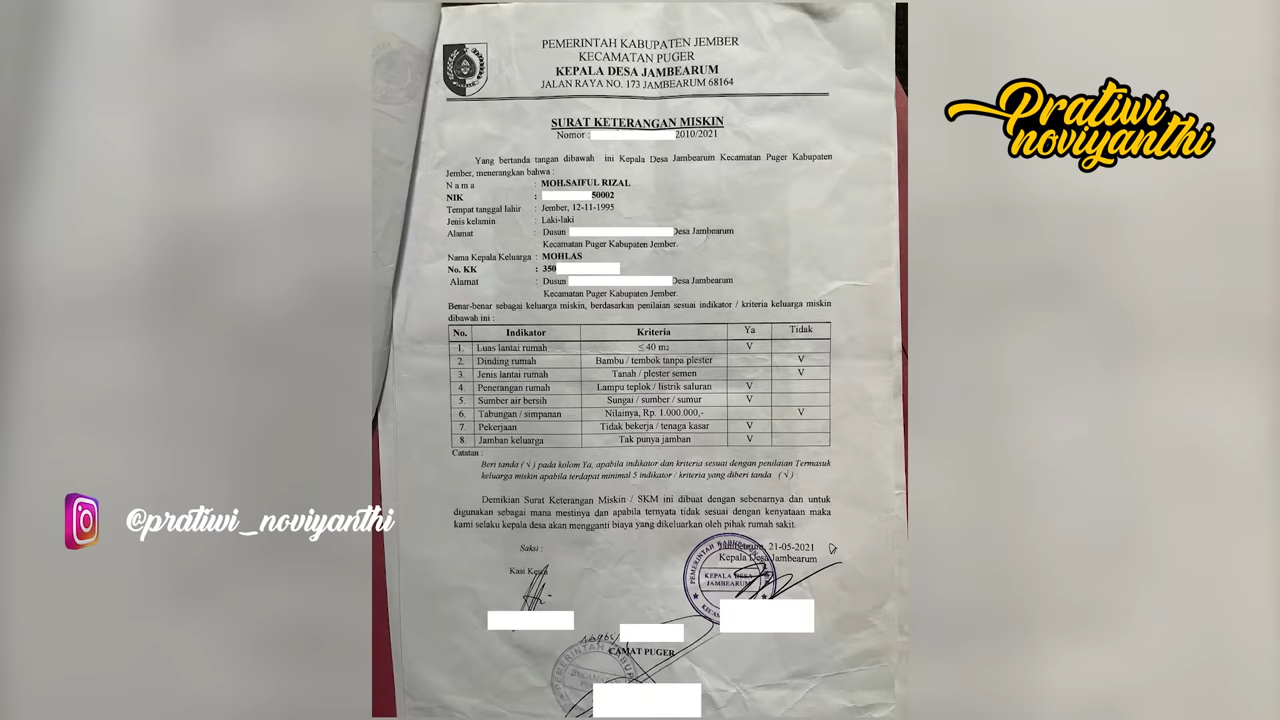 PEMERINTAH KABUPATEN JEMBER
KECAMATAN PUGER
KEPALA DESA JAMBEARUM
JALAN RAYA NO. 173 JAMBEARUM 68164
SURAT KETERANGAN MISKIN
Nomor : 2010/2021
Yang bertanda tangan dibawah ini Kepala Desa Jambearum Kecamatan Puger Kabupaten
Jember, menerangkan bahwa :
N a m a : MOH.SAIFUL RIZAL
NIK : 50002
Tempat tanggal lahir : Jember, 12-11-1995
Jenis kelamin : Laki-laki
Alamat : Dusun Desa Jambearum
Kecamatan Puger Kabupaten Jember.
Nama Kepala Keluarga : MOHLAS
No. KK : 350
Alamat : Dusun Desa Jambearum
Kecamatan Puger Kabupaten Jember.
Benar-benar sebagai keluarga miskin, berdasarkan penilaian sesuai indikator / kriteria keluarga miskin
dibawah ini :
No. Indikator Kriteria Ya Tidak
1. Luas lantai rumah ≤ 40 m2 V
2. Dinding rumah Bambu / tembok tanpa plester V
3. Jenis lantai rumah Tanah / plester semen V
4. Penerangan rumah Lampu teplok / listrik saluran V
5. Sumber air bersih Sungai / sumber / sumur V
6. Tabungan / simpanan Nilainya, Rp. 1.000.000,- V
7. Pekerjaan Tidak bekerja / tenaga kasar V
8. Jamban keluarga Tak punya jamban V
Catatan :
Beri tanda ( √ ) pada kolom Ya, apabila indikator dan kriteria sesuai dengan penilaian Termasuk
keluarga miskin apabila terdapat minimal 5 indikator / kriteria yang diberi tanda ( √ )
Demikian Surat Keterangan Miskin / SKM ini dibuat dengan sebenarnya dan untuk
digunakan sebagai mana mestinya dan apabila ternyata tidak sesuai dengan kenyataan maka
kami selaku kepala desa akan mengganti biaya yang dikeluarkan oleh pihak rumah sakit.
Saksi :
Jambearum, 21-05-2021
Kepala Desa Jambearum
Kasi Kesra
KEPALA DESA
JAMBEARUM
CAMAT PUGER
Pratiwi
noviyanthi
@pratiwi_noviyanthi